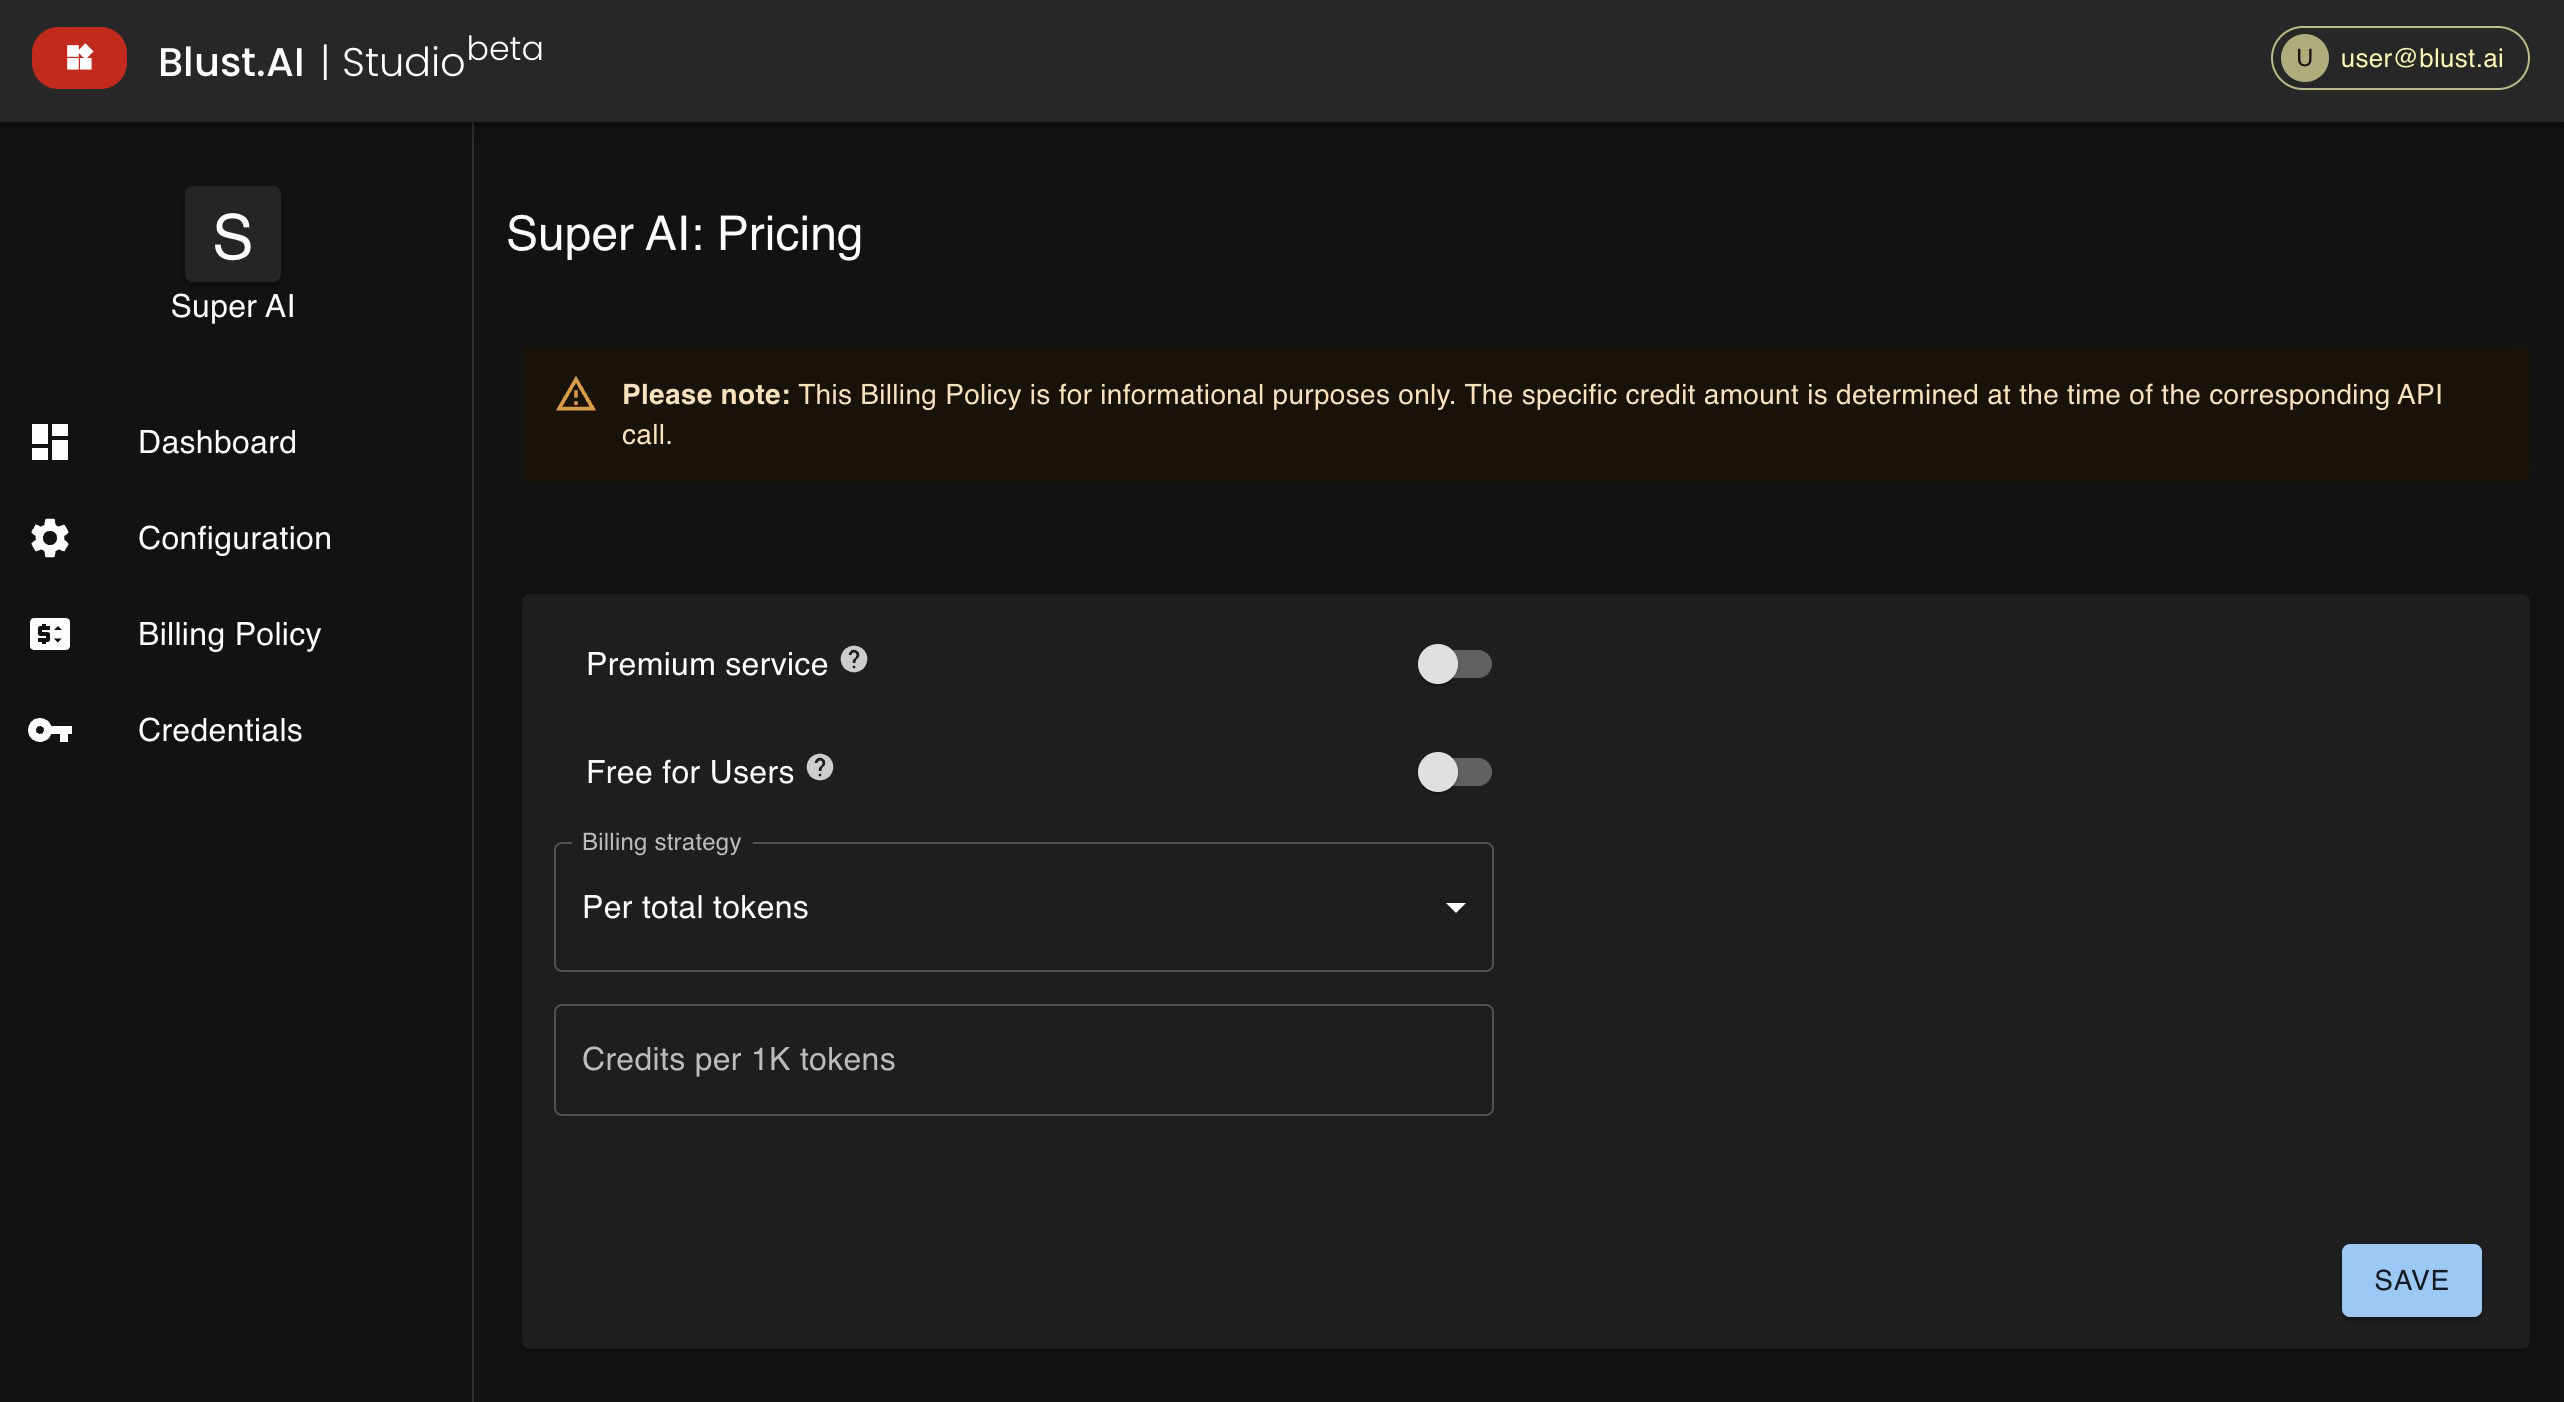 Blust.AI | Studio beta
U user@blust.ai
S
Super AI
Dashboard
Configuration
Billing Policy
Credentials
Super AI: Pricing
Please note: This Billing Policy is for informational purposes only. The specific credit amount is determined at the time of the corresponding API
call.
Premium service ?
Free for Users ?
Billing strategy
Per total tokens
Credits per 1K tokens
SAVE